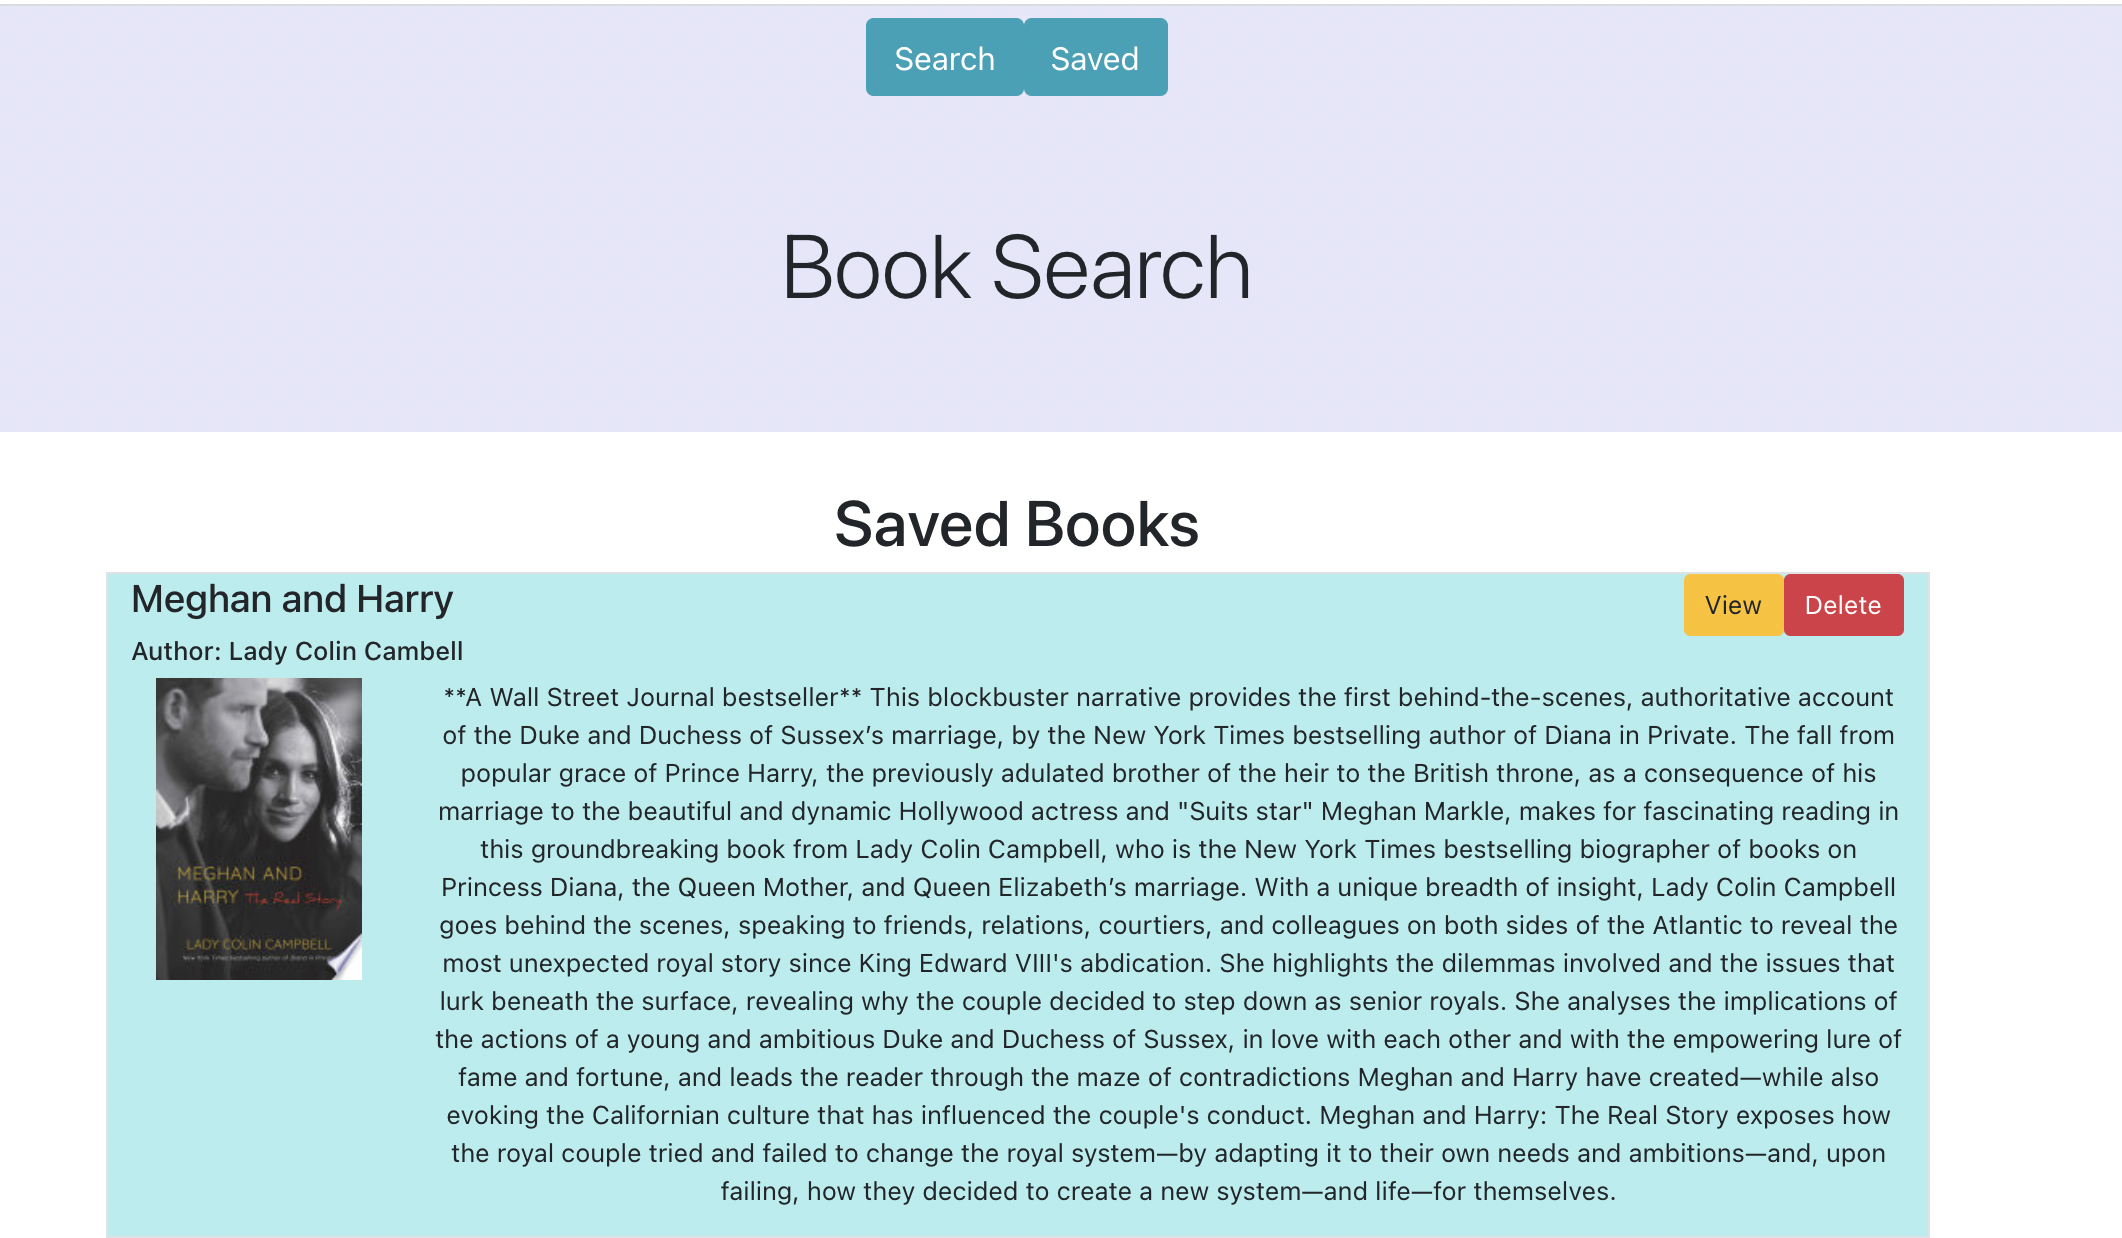 Search Saved
Book Search
Saved Books
Meghan and Harry
View Delete
Author: Lady Colin Cambell
**A Wall Street Journal bestseller** This blockbuster narrative provides the first behind-the-scenes, authoritative account
of the Duke and Duchess of Sussex’s marriage, by the New York Times bestselling author of Diana in Private. The fall from
popular grace of Prince Harry, the previously adulated brother of the heir to the British throne, as a consequence of his
marriage to the beautiful and dynamic Hollywood actress and "Suits star" Meghan Markle, makes for fascinating reading in
this groundbreaking book from Lady Colin Campbell, who is the New York Times bestselling biographer of books on
Princess Diana, the Queen Mother, and Queen Elizabeth’s marriage. With a unique breadth of insight, Lady Colin Campbell
goes behind the scenes, speaking to friends, relations, courtiers, and colleagues on both sides of the Atlantic to reveal the
most unexpected royal story since King Edward VIII's abdication. She highlights the dilemmas involved and the issues that
lurk beneath the surface, revealing why the couple decided to step down as senior royals. She analyses the implications of
the actions of a young and ambitious Duke and Duchess of Sussex, in love with each other and with the empowering lure of
fame and fortune, and leads the reader through the maze of contradictions Meghan and Harry have created—while also
evoking the Californian culture that has influenced the couple's conduct. Meghan and Harry: The Real Story exposes how
the royal couple tried and failed to change the royal system—by adapting it to their own needs and ambitions—and, upon
failing, how they decided to create a new system—and life—for themselves.
MEGHAN AND
HARRY The Real Story
LADY COLIN CAMPBELL
New York Times bestselling author of Diana in